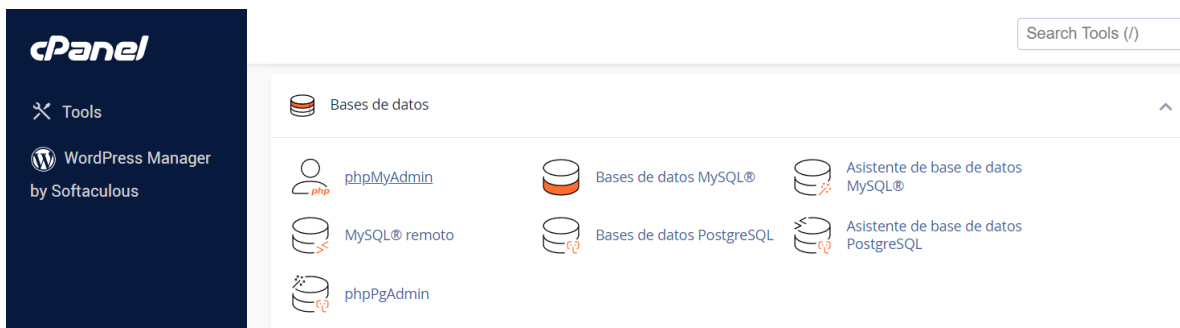 cPanel
Search Tools (/)
Tools
WordPress Manager
by Softaculous
Bases de datos
php
phpMyAdmin
Bases de datos MySQL®
Asistente de base de datos
MySQL®
MySQL® remoto
Bases de datos PostgreSQL
Asistente de base de datos
PostgreSQL
phpPgAdmin